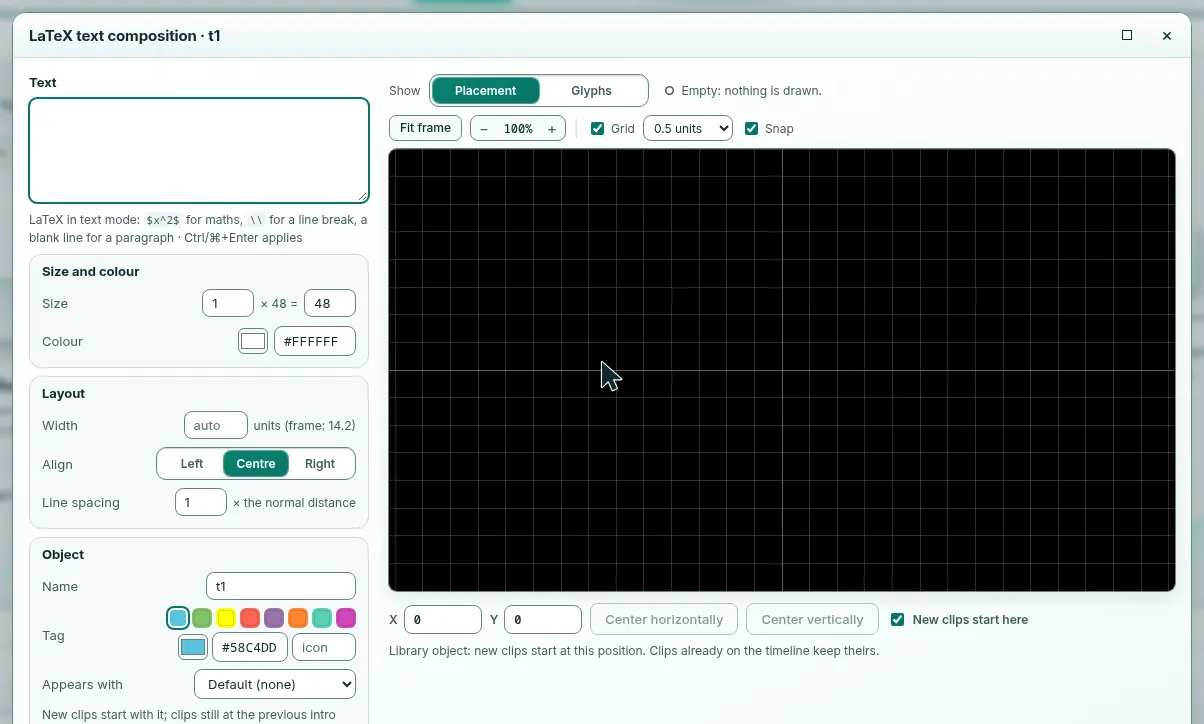 LaTeX text composition · t1
Text
LaTeX in text mode: $x^2$ for maths, \\ for a line break, a
blank line for a paragraph · Ctrl/⌘+Enter applies
Size and colour
Size 1 × 48 = 48
Colour #FFFFFF
Layout
Width auto units (frame: 14.2)
Align Left Centre Right
Line spacing 1 × the normal distance
Object
Name t1
Tag
#58C4DD icon
Appears with Default (none)
New clips start with it; clips still at the previous intro
Show Placement Glyphs Empty: nothing is drawn.
Fit frame − 100% + Grid 0.5 units Snap
X 0 Y 0 Center horizontally Center vertically New clips start here
Library object: new clips start at this position. Clips already on the timeline keep theirs.